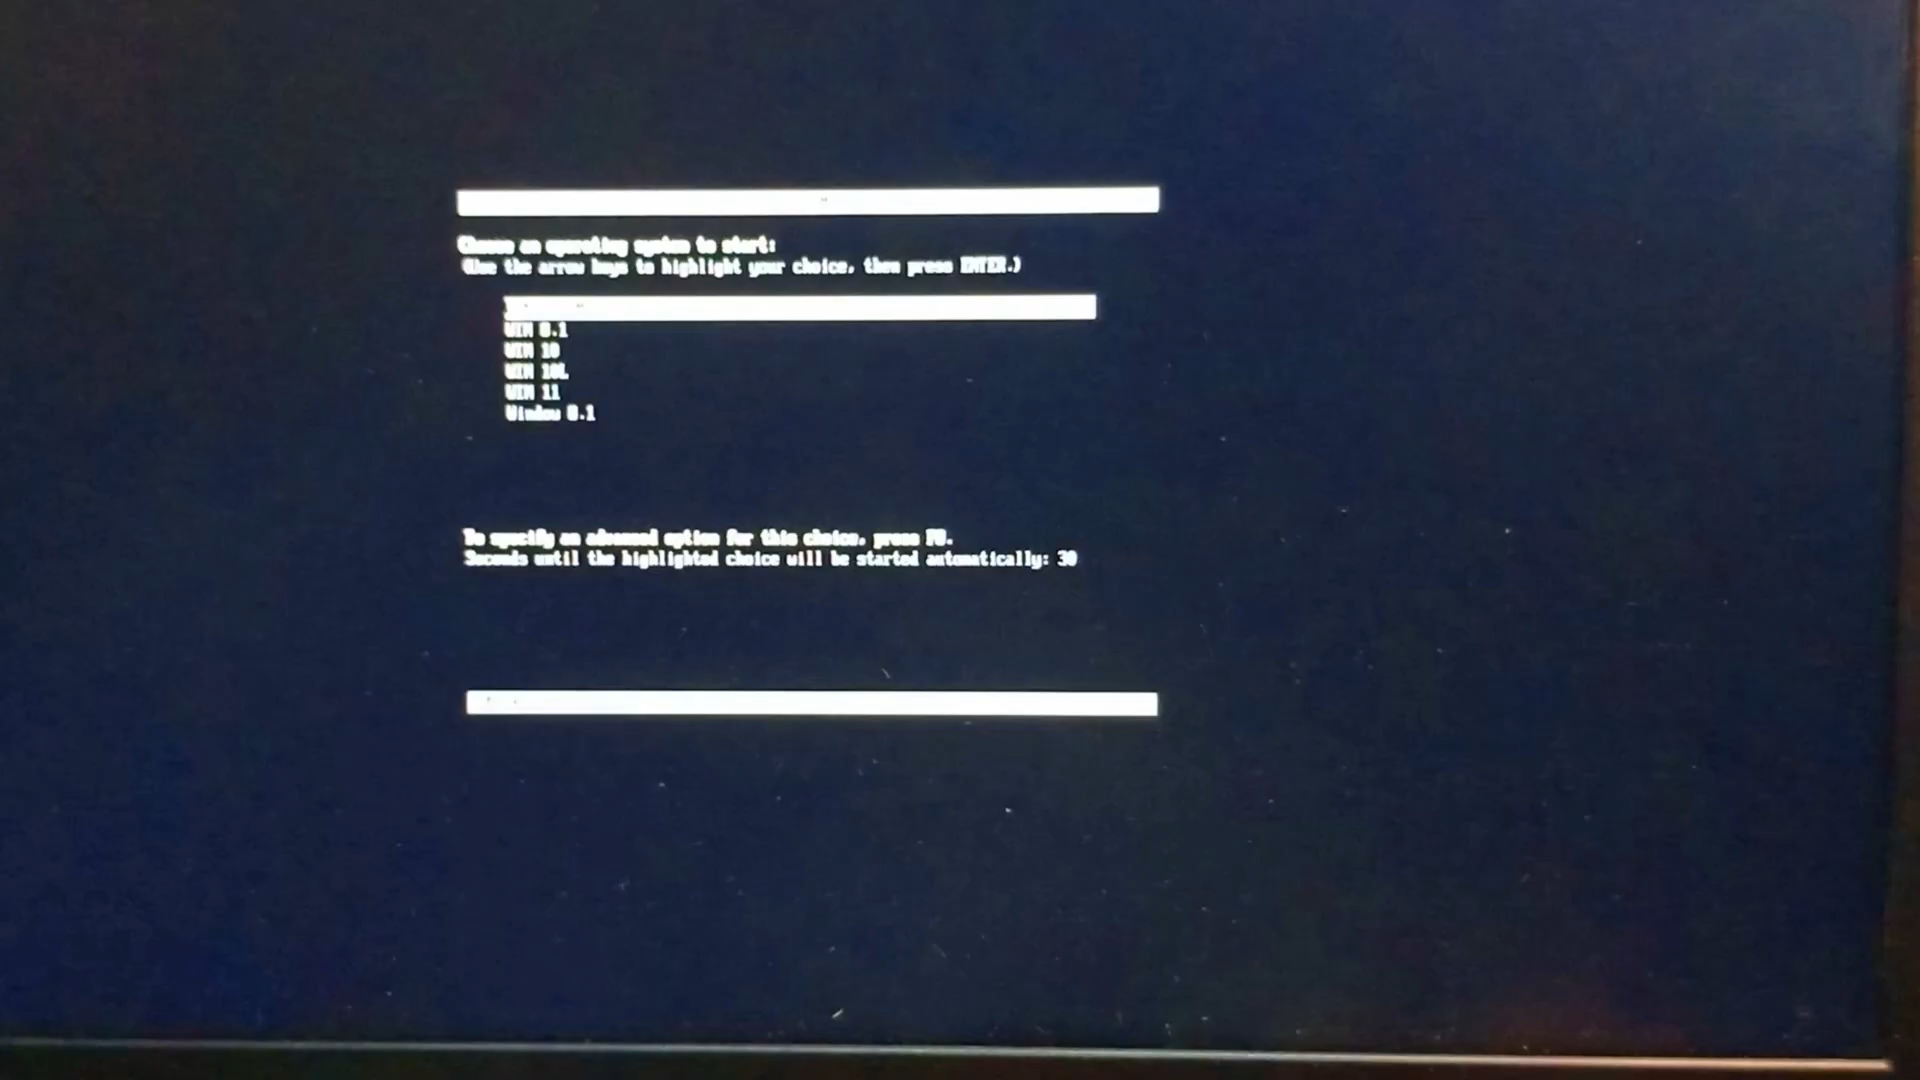 Choose an operating system to start:
(Use the arrow keys to highlight your choice, then press ENTER.)
WIN 8.1
WIN 10
WIN 10L
WIN 11
Window 8.1
To specify an advanced option for this choice, press F8.
Seconds until the highlighted choice will be started automatically: 30